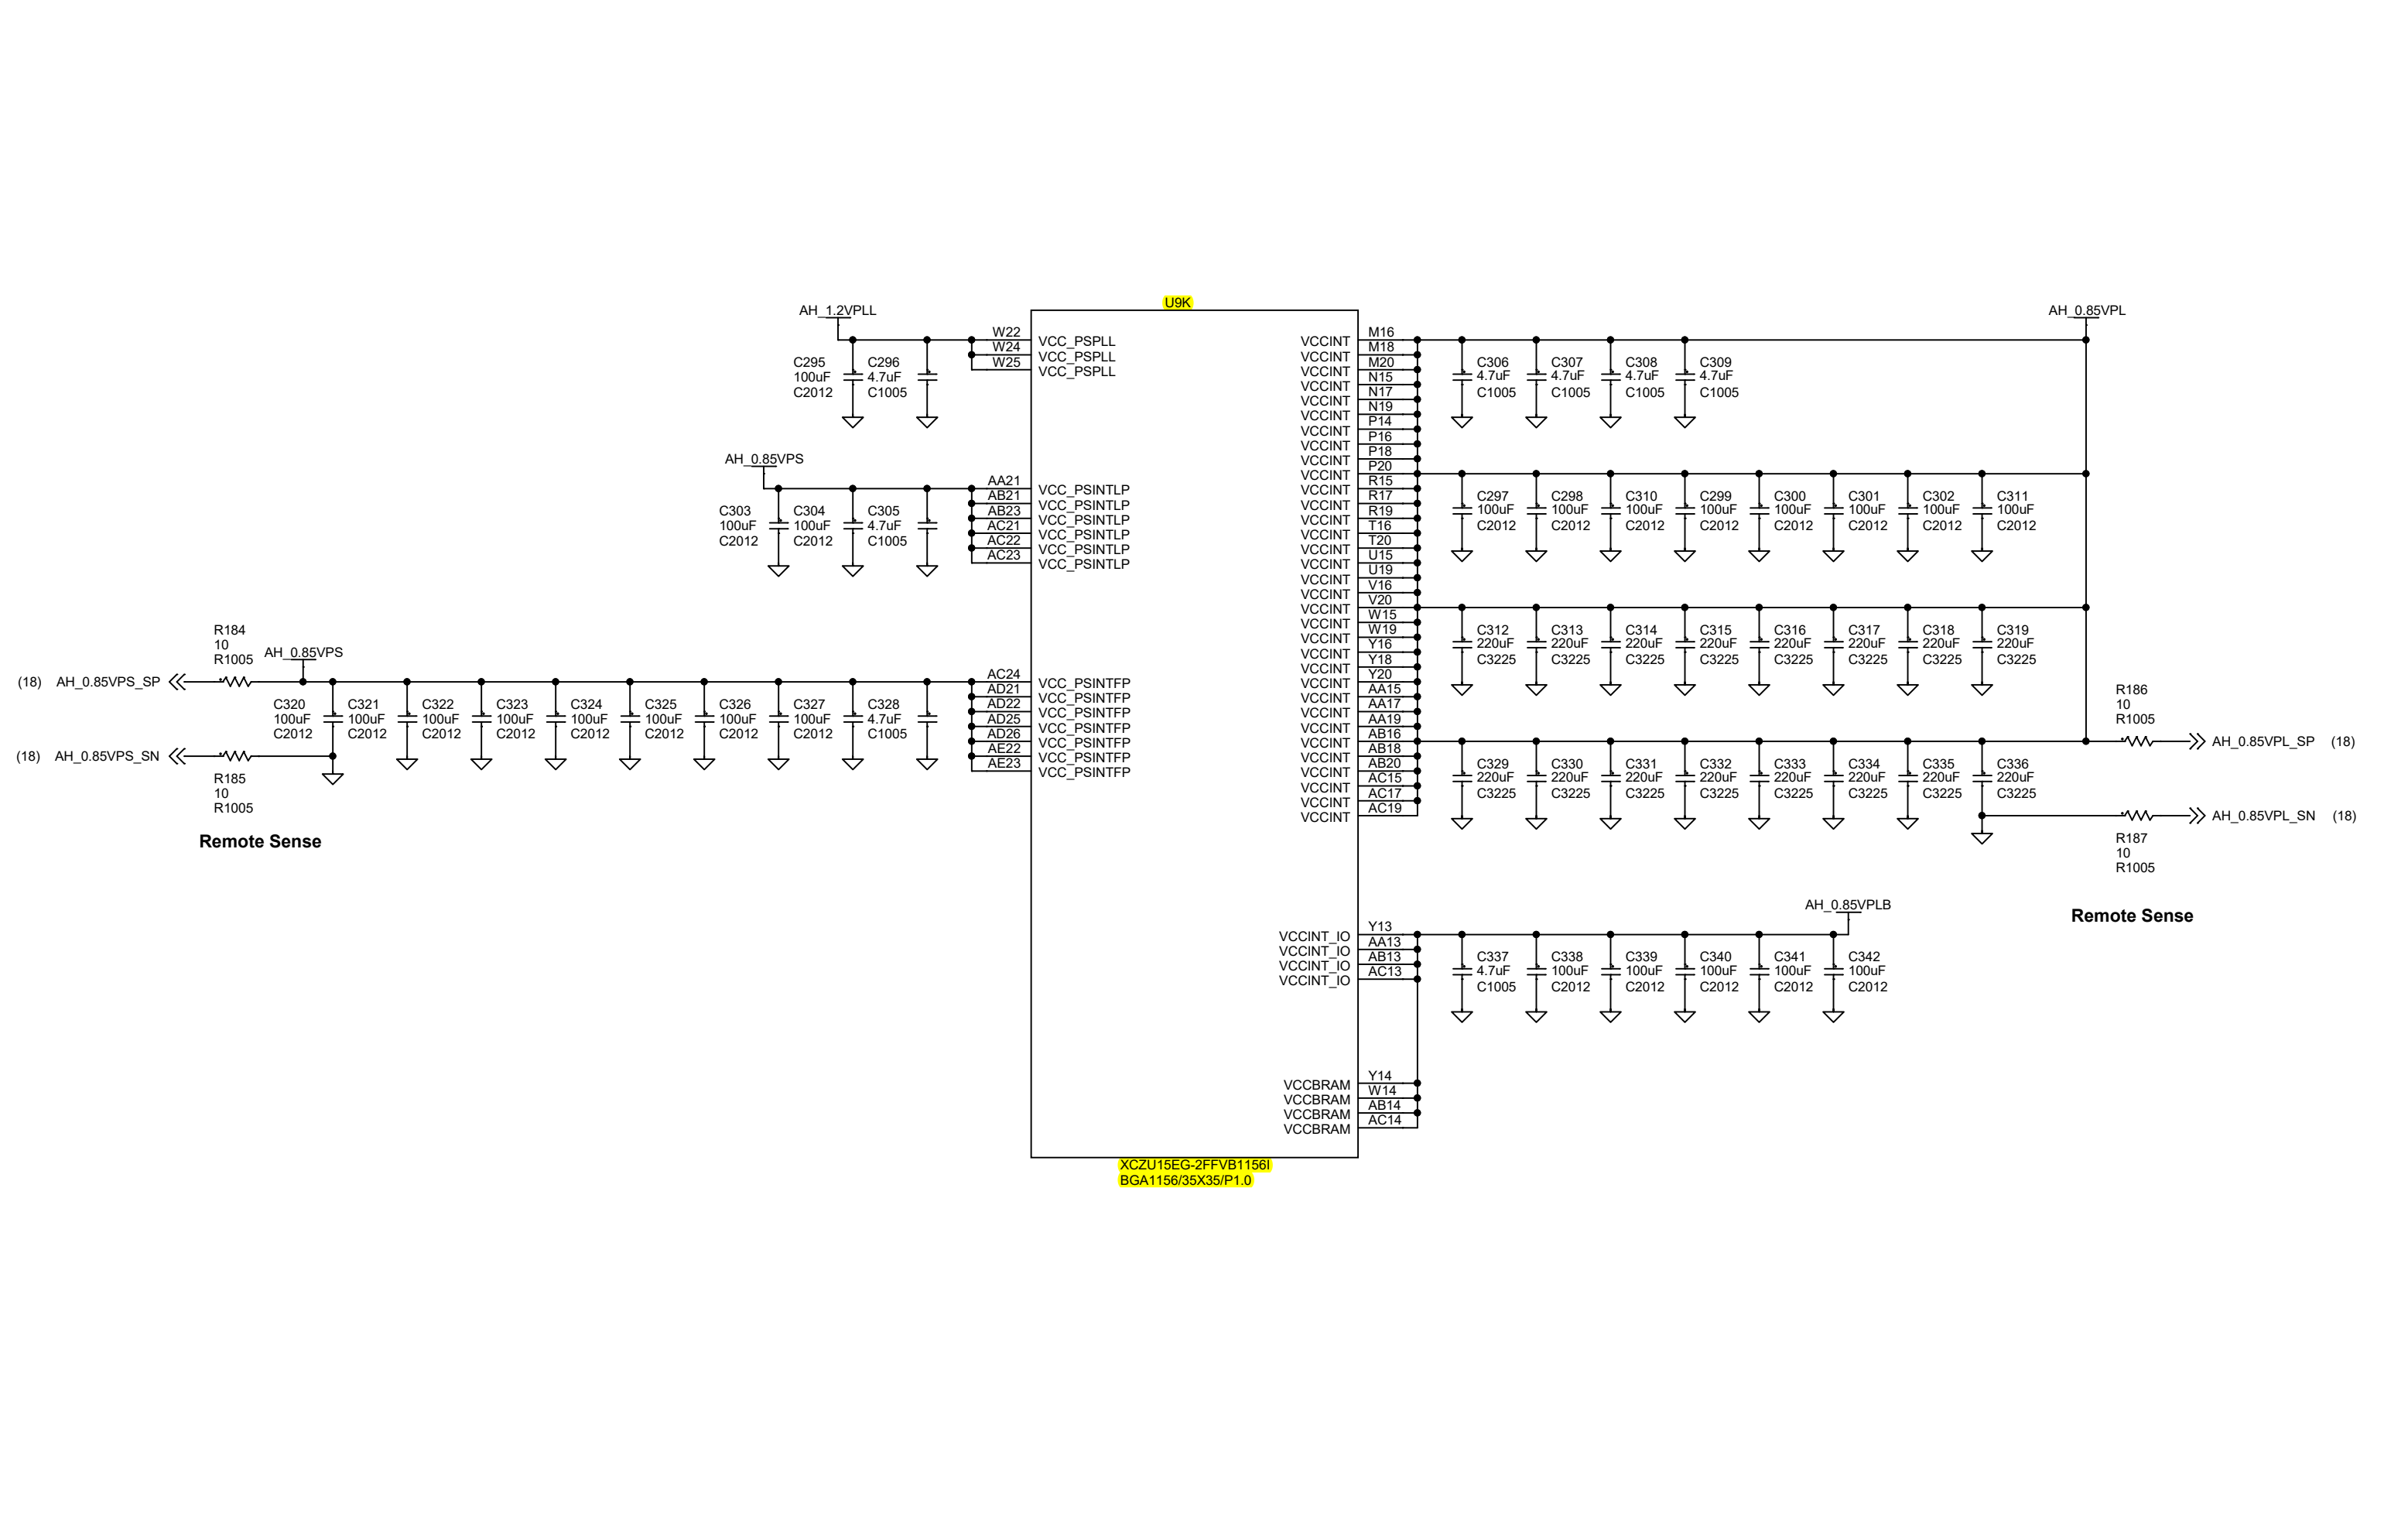 U9K
AH_1.2VPLL
C295
100uF
C2012
C296
4.7uF
C1005
W22
W24
W25
VCC_PSPLL
VCC_PSPLL
VCC_PSPLL
AH_0.85VPS
C303
100uF
C2012
C304
100uF
C2012
C305
4.7uF
C1005
AA21
AB21
AB23
AC21
AC22
AC23
VCC_PSINTLP
VCC_PSINTLP
VCC_PSINTLP
VCC_PSINTLP
VCC_PSINTLP
VCC_PSINTLP
R184
10
R1005
AH_0.85VPS
(18) AH_0.85VPS_SP
(18) AH_0.85VPS_SN
R185
10
R1005
Remote Sense
C320
100uF
C2012
C321
100uF
C2012
C322
100uF
C2012
C323
100uF
C2012
C324
100uF
C2012
C325
100uF
C2012
C326
100uF
C2012
C327
100uF
C2012
C328
4.7uF
C1005
AC24
AD21
AD22
AD25
AD26
AE22
AE23
VCC_PSINTFP
VCC_PSINTFP
VCC_PSINTFP
VCC_PSINTFP
VCC_PSINTFP
VCC_PSINTFP
VCC_PSINTFP
VCCINT M16
VCCINT M18
VCCINT M20
VCCINT N15
VCCINT N17
VCCINT N19
VCCINT P14
VCCINT P16
VCCINT P18
VCCINT P20
VCCINT R15
VCCINT R17
VCCINT R19
VCCINT T16
VCCINT T20
VCCINT U15
VCCINT U19
VCCINT V16
VCCINT V20
VCCINT W15
VCCINT W19
VCCINT Y16
VCCINT Y18
VCCINT Y20
VCCINT AA15
VCCINT AA17
VCCINT AA19
VCCINT AB16
VCCINT AB18
VCCINT AB20
VCCINT AC15
VCCINT AC17
VCCINT AC19
AH_0.85VPL
C306
4.7uF
C1005
C307
4.7uF
C1005
C308
4.7uF
C1005
C309
4.7uF
C1005
C297
100uF
C2012
C298
100uF
C2012
C310
100uF
C2012
C299
100uF
C2012
C300
100uF
C2012
C301
100uF
C2012
C302
100uF
C2012
C311
100uF
C2012
C312
220uF
C3225
C313
220uF
C3225
C314
220uF
C3225
C315
220uF
C3225
C316
220uF
C3225
C317
220uF
C3225
C318
220uF
C3225
C319
220uF
C3225
C329
220uF
C3225
C330
220uF
C3225
C331
220uF
C3225
C332
220uF
C3225
C333
220uF
C3225
C334
220uF
C3225
C335
220uF
C3225
C336
220uF
C3225
R186
10
R1005
AH_0.85VPL_SP (18)
AH_0.85VPL_SN (18)
R187
10
R1005
Remote Sense
AH_0.85VPLB
VCCINT_IO Y13
VCCINT_IO AA13
VCCINT_IO AB13
VCCINT_IO AC13
C337
4.7uF
C1005
C338
100uF
C2012
C339
100uF
C2012
C340
100uF
C2012
C341
100uF
C2012
C342
100uF
C2012
VCCBRAM Y14
VCCBRAM W14
VCCBRAM AB14
VCCBRAM AC14
XCZU15EG-2FFVB1156I
BGA1156/35X35/P1.0